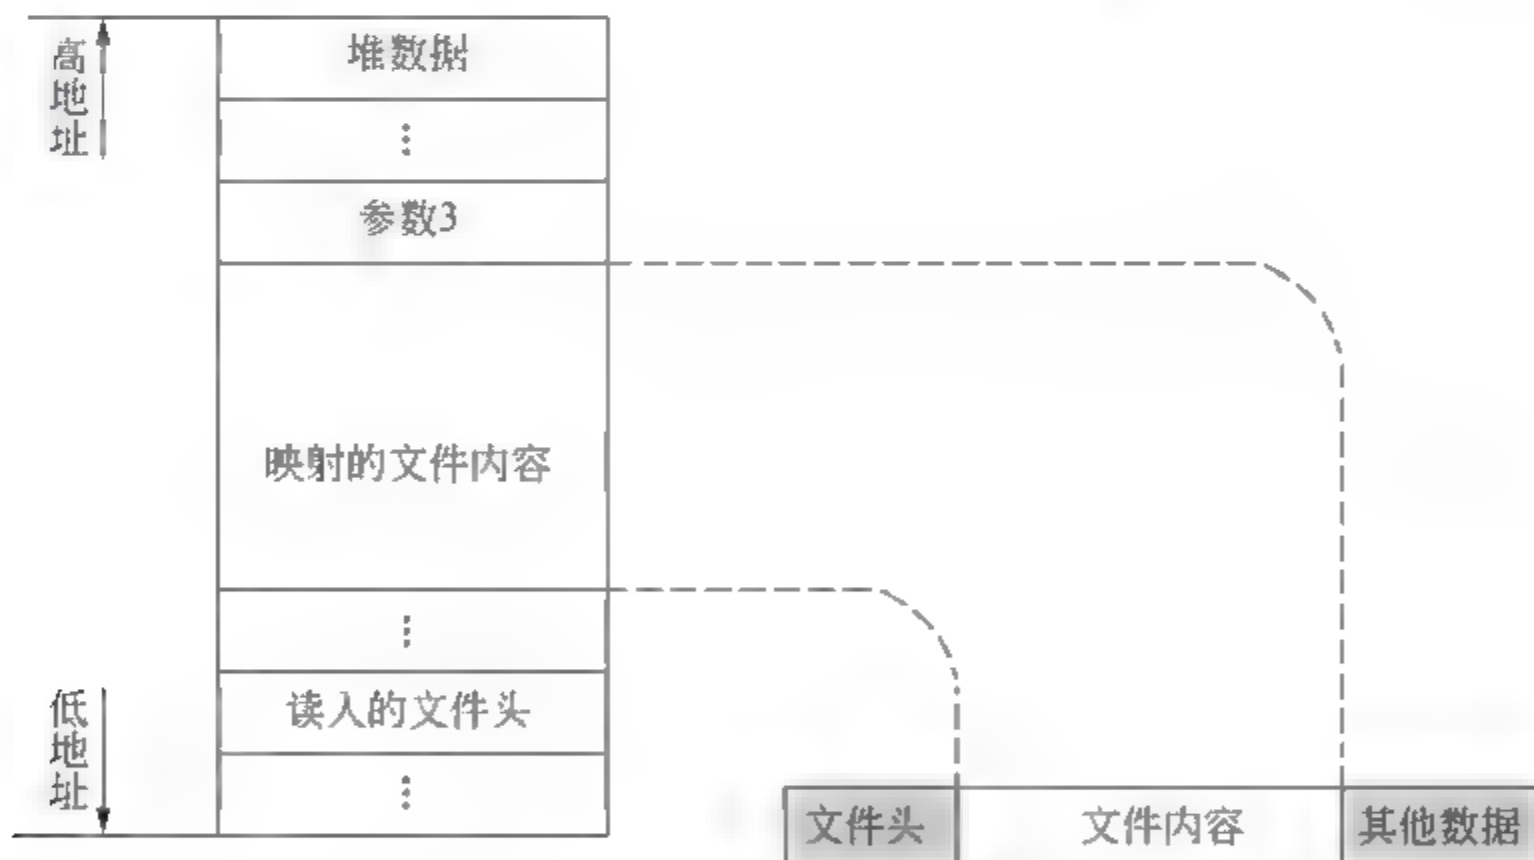 高地址
堆数据
⋮
参数3
映射的文件内容
⋮
读入的文件头
低地址
⋮
文件头
文件内容
其他数据